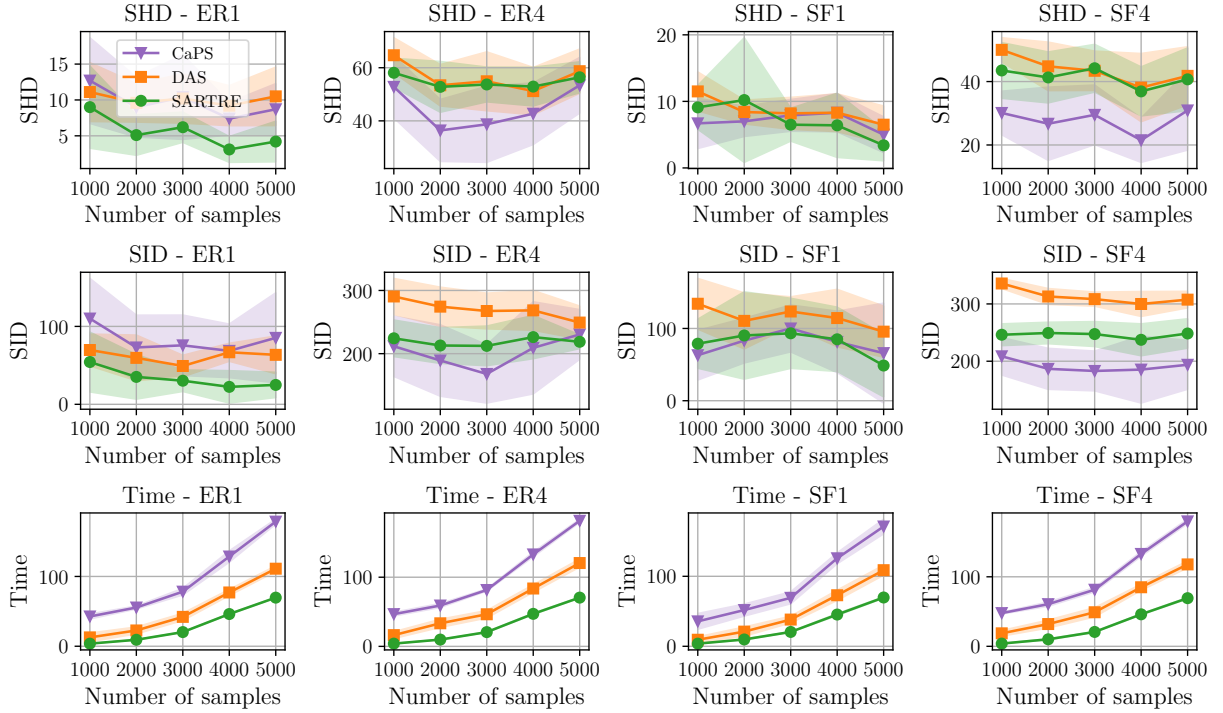 SHD - ER1
SHD - ER4
SHD - SF1
SHD - SF4
SHD
15
10
5
CaPS
DAS
SARTRE
1000 2000 3000 4000 5000
Number of samples
SHD
60
40
1000 2000 3000 4000 5000
Number of samples
SHD
20
10
0
1000 2000 3000 4000 5000
Number of samples
SHD
40
20
1000 2000 3000 4000 5000
Number of samples
SID - ER1
SID - ER4
SID - SF1
SID - SF4
SID
100
0
1000 2000 3000 4000 5000
Number of samples
SID
300
200
1000 2000 3000 4000 5000
Number of samples
SID
100
0
1000 2000 3000 4000 5000
Number of samples
SID
300
200
1000 2000 3000 4000 5000
Number of samples
Time - ER1
Time - ER4
Time - SF1
Time - SF4
Time
100
0
1000 2000 3000 4000 5000
Number of samples
Time
100
0
1000 2000 3000 4000 5000
Number of samples
Time
100
0
1000 2000 3000 4000 5000
Number of samples
Time
100
0
1000 2000 3000 4000 5000
Number of samples